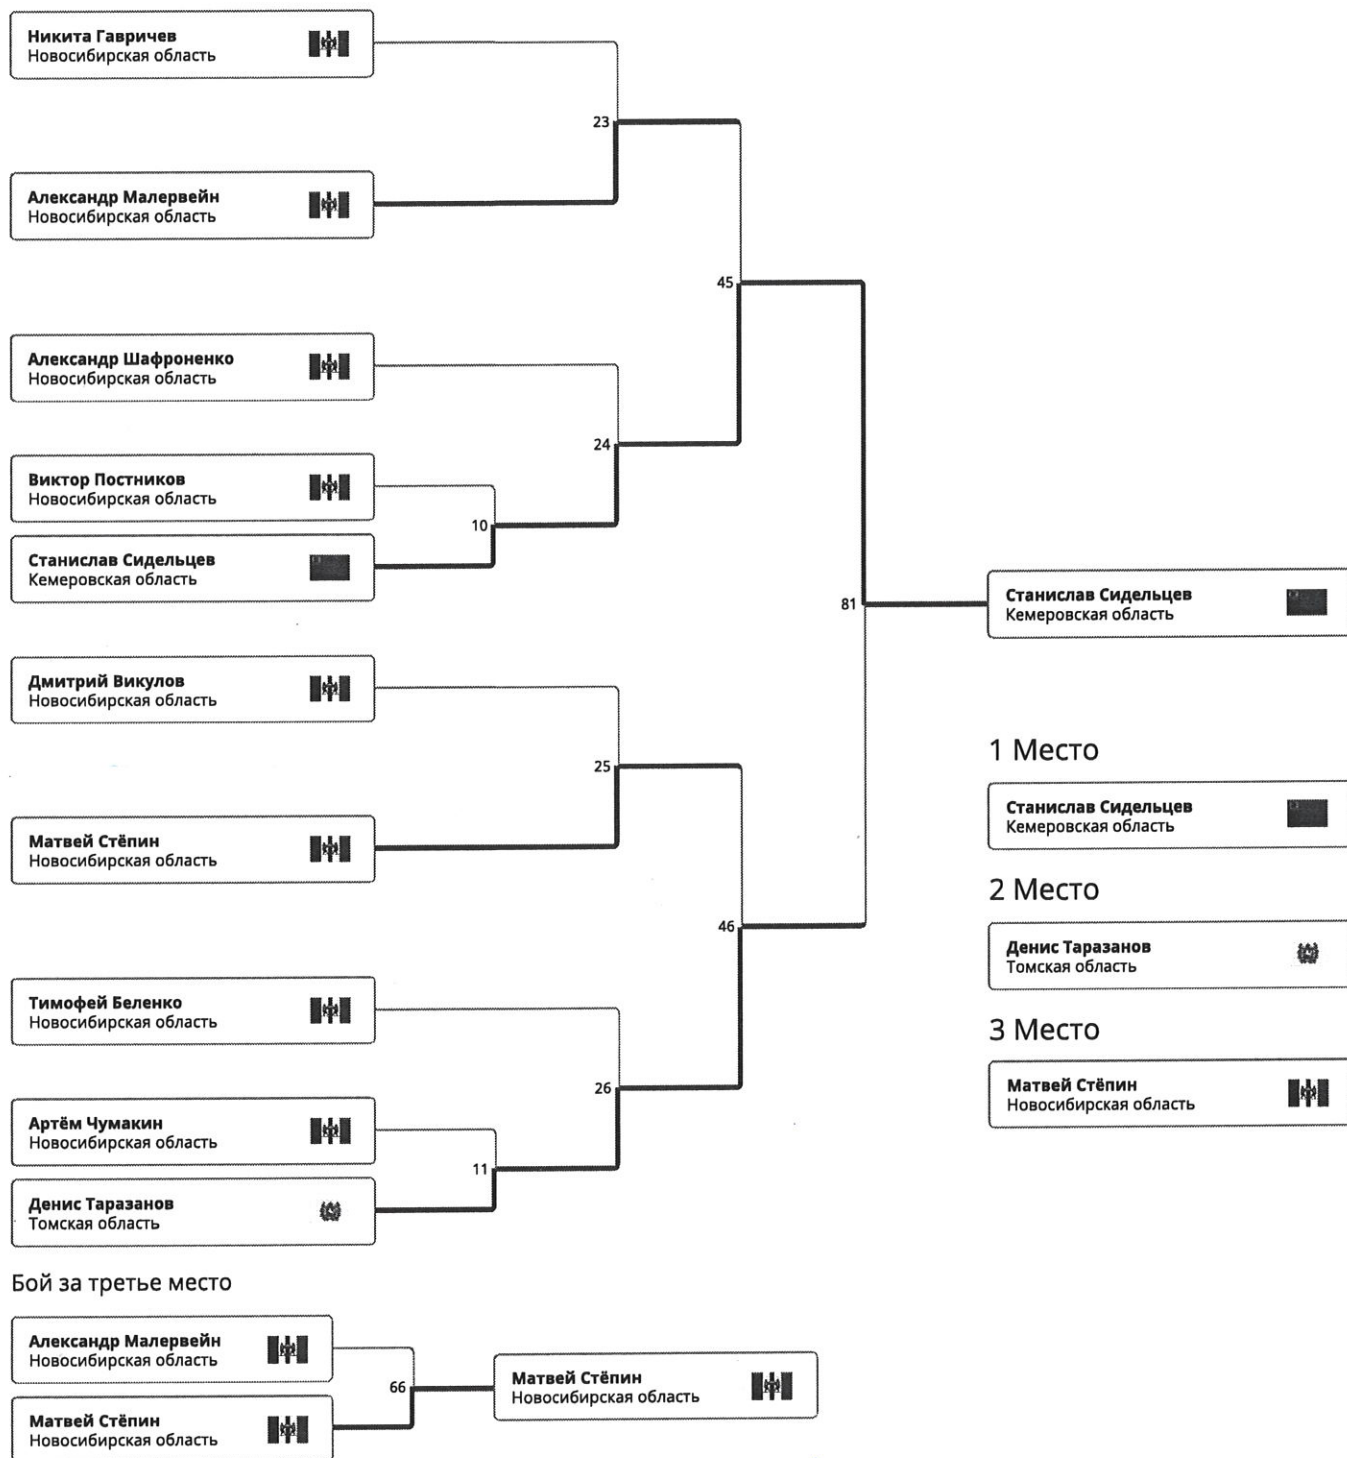 Никита Гавричев
Новосибирская область
23
Александр Малервейн
Новосибирская область
45
Александр Шафроненко
Новосибирская область
24
Виктор Постников
Новосибирская область
10
Станислав Сидельцев
Кемеровская область
81
Станислав Сидельцев
Кемеровская область
Дмитрий Викулов
Новосибирская область
25
Матвей Стёпин
Новосибирская область
46
Тимофей Беленко
Новосибирская область
26
Артём Чумакин
Новосибирская область
11
Денис Таразанов
Томская область
1 Место
Станислав Сидельцев
Кемеровская область
2 Место
Денис Таразанов
Томская область
3 Место
Матвей Стёпин
Новосибирская область
Бой за третье место
Александр Малервейн
Новосибирская область
66
Матвей Стёпин
Новосибирская область
Матвей Стёпин
Новосибирская область